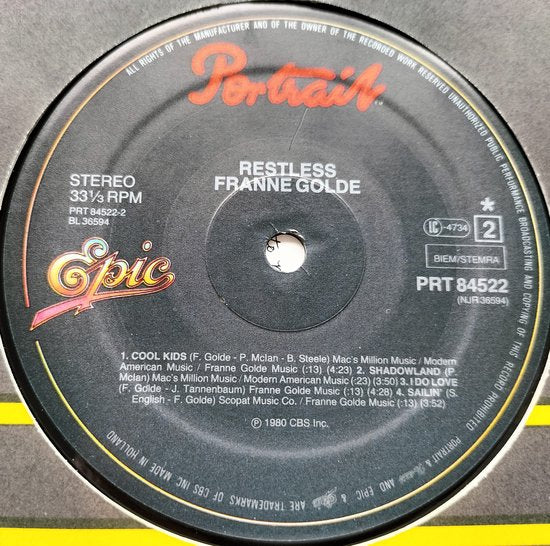 ALL RIGHTS OF THE MANUFACTURER AND OF THE OWNER OF THE RECORDED WORK RESERVED UNAUTHORIZED PUBLIC PERFORMANCE BROADCASTING AND COPYING OF THIS RECORD PROHIBITED
Portrait
RESTLESS
FRANNE GOLDE
STEREO
33⅓ RPM
PRT 84522-2
BL 36594
*
LC -4734
2
BIEM/STEMRA
PRT 84522
(NJR 36594)
Epic
1. COOL KIDS (F. Golde - P. McIan - B. Steele) Mac's Million Music / Modern
American Music / Franne Golde Music (:13) (4:23) 2. SHADOWLAND (P.
McIan) Mac's Million Music / Modern American Music (:23) (3:50) 3. I DO LOVE
(F. Golde - J. Tannenbaum) Franne Golde Music (:14) (4:28) 4. SAILIN' (S.
English - F. Golde) Scopat Music Co. / Franne Golde Music (:13) (3:52)
℗ 1980 CBS Inc.
PORTRAIT & Portrait AND EPIC & Epic ARE TRADEMARKS OF CBS INC. MADE IN HOLLAND